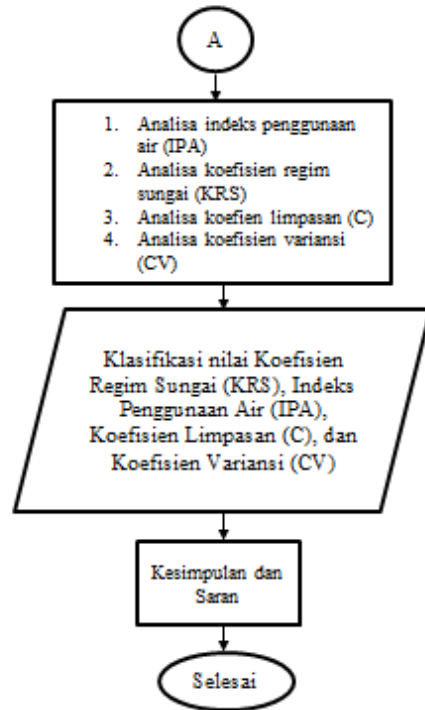 A
1. Analisa indeks penggunaan
air (IPA)
2. Analisa koefisien regim
sungai (KRS)
3. Analisa koefien limpasan (C)
4. Analisa koefisien variansi
(CV)
Klasifikasi nilai Koefisien
Regim Sungai (KRS), Indeks
Penggunaan Air (IPA),
Koefisien Limpasan (C), dan
Koefisien Variansi (CV)
Kesimpulan dan
Saran
Selesai